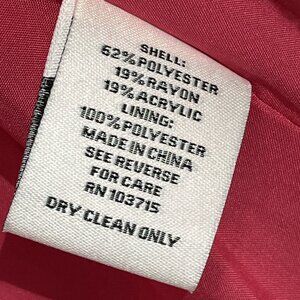 SHELL:
62% POLYESTER
19% RAYON
19% ACRYLIC
LINING:
100% POLYESTER
MADE IN CHINA
SEE REVERSE
FOR CARE
RN 103715
DRY CLEAN ONLY